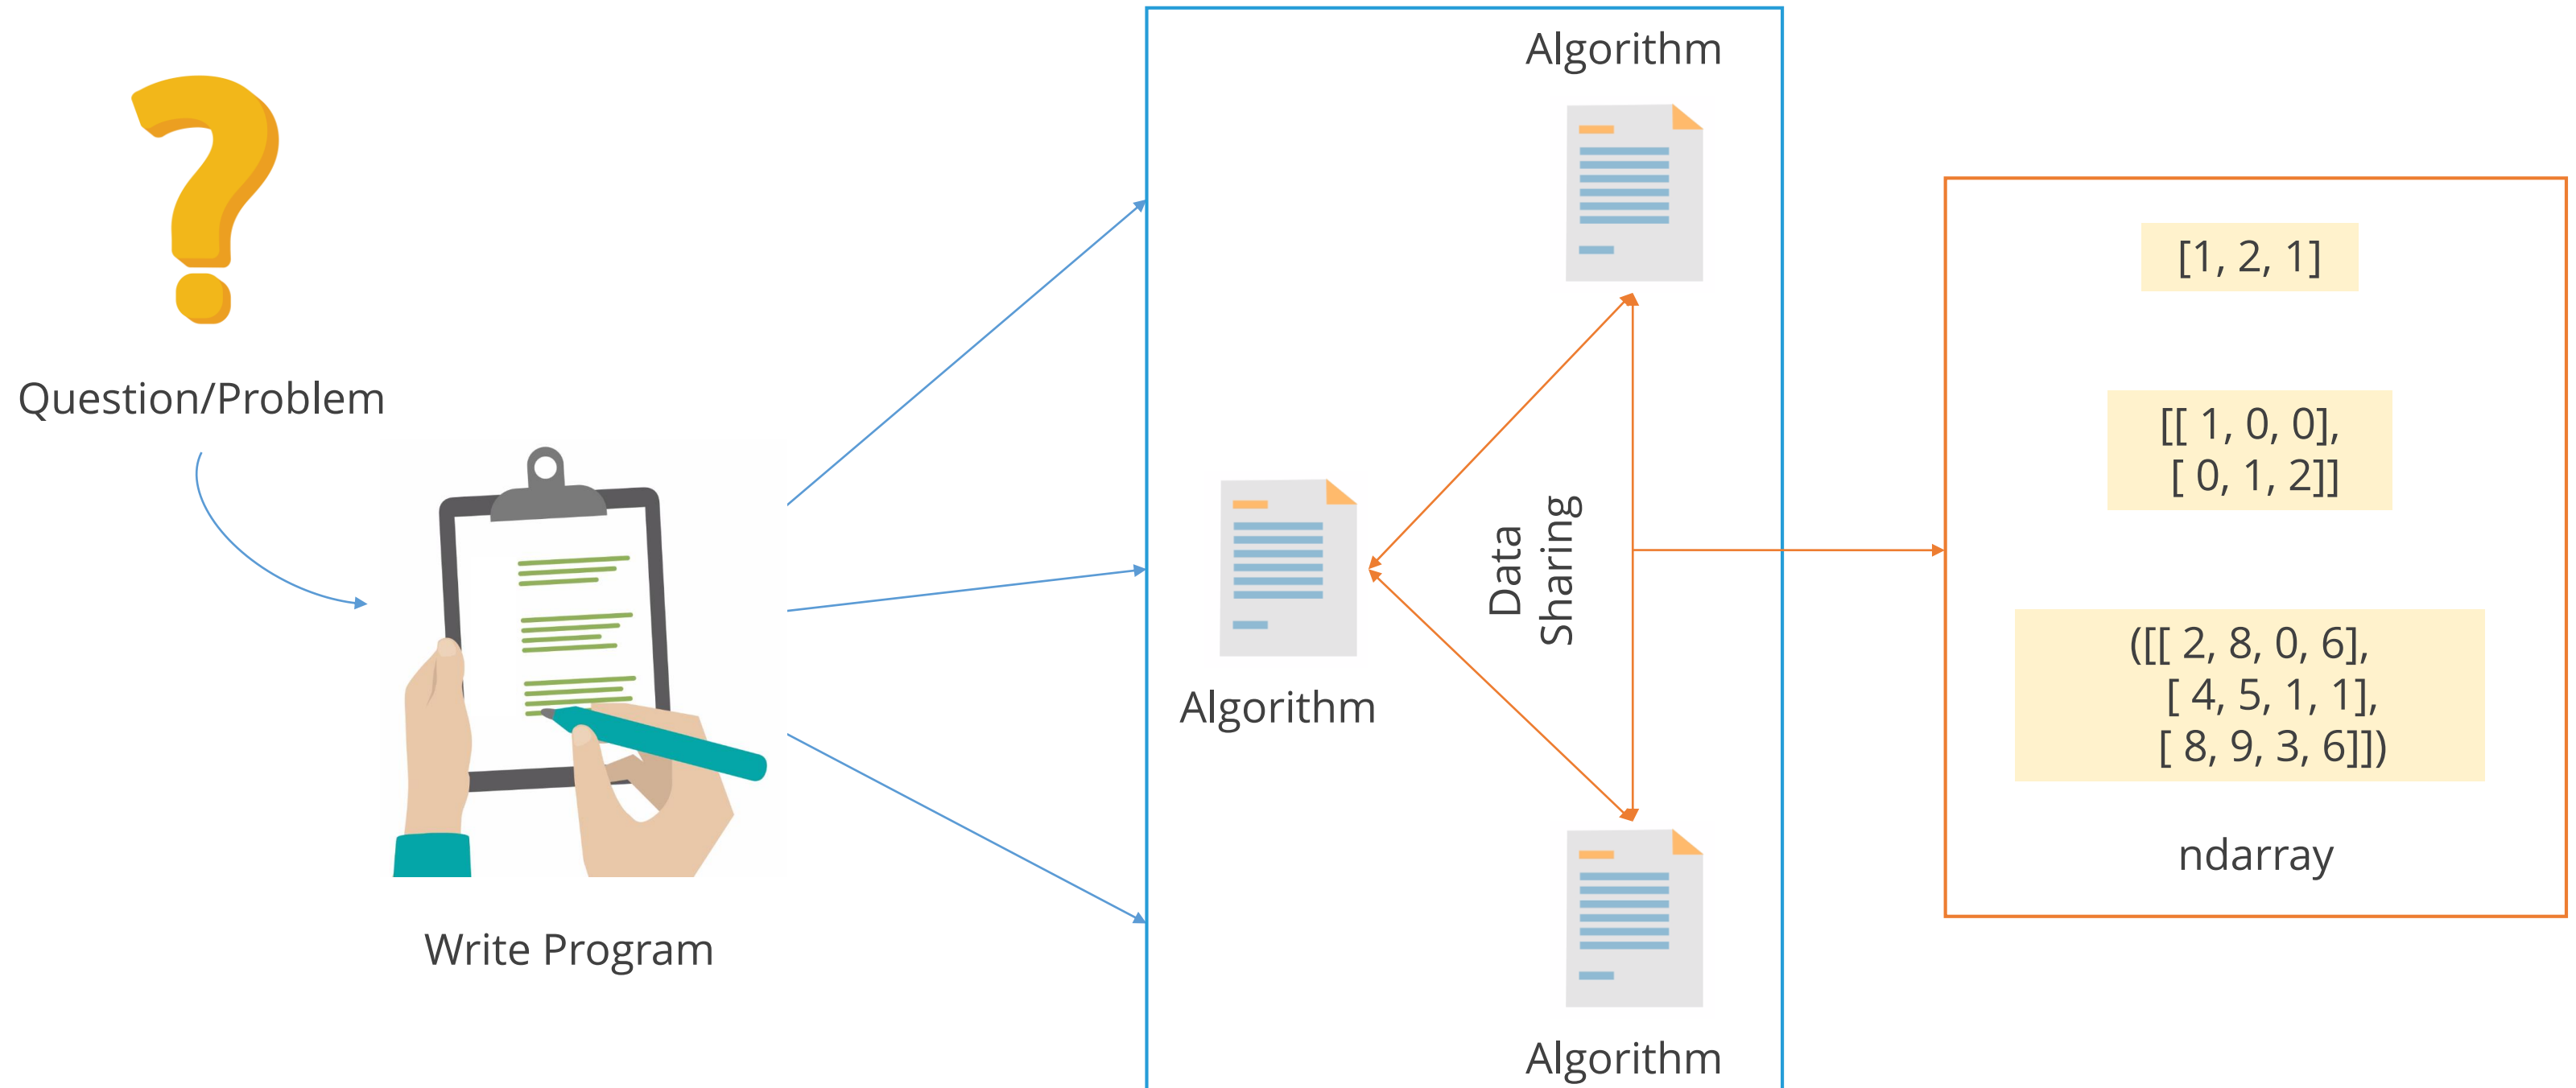 Question/Problem
Write Program
Algorithm
Algorithm
Data
Sharing
Algorithm
[1, 2, 1]
[[ 1, 0, 0],
[ 0, 1, 2]]
([[ 2, 8, 0, 6],
[ 4, 5, 1, 1],
[ 8, 9, 3, 6]])
ndarray